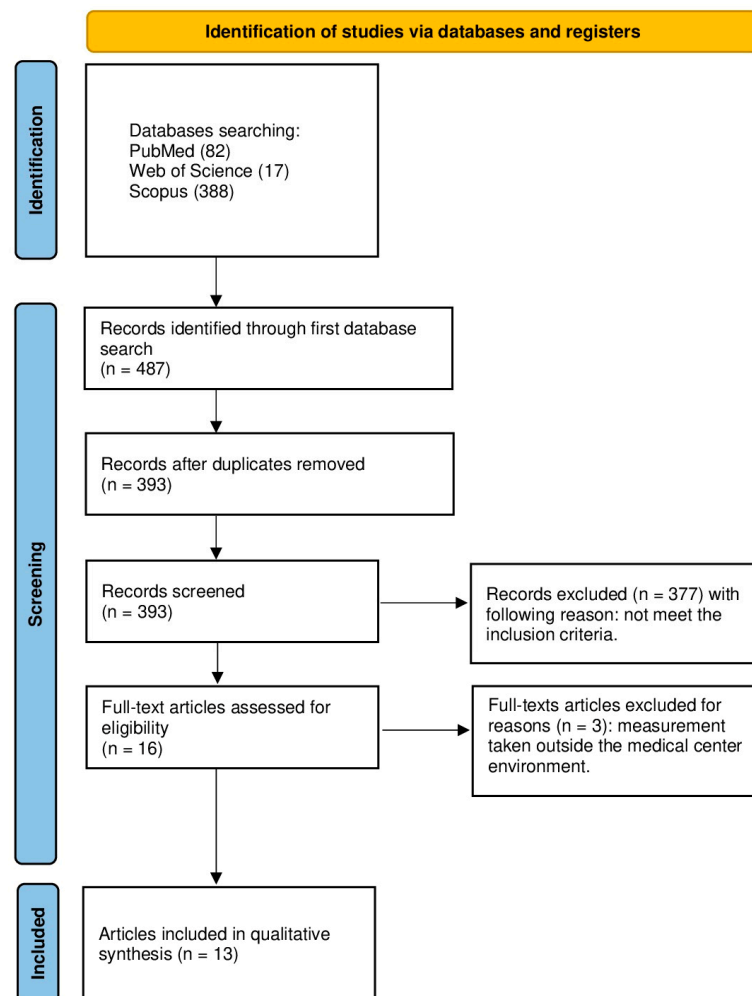 Identification of studies via databases and registers
Identification
Databases searching:
PubMed (82)
Web of Science (17)
Scopus (388)
Screening
Records identified through first database
search
(n = 487)
Records after duplicates removed
(n = 393)
Records screened
(n = 393)
Records excluded (n = 377) with
following reason: not meet the
inclusion criteria.
Full-text articles assessed for
eligibility
(n = 16)
Full-texts articles excluded for
reasons (n = 3): measurement
taken outside the medical center
environment.
Included
Articles included in qualitative
synthesis (n = 13)